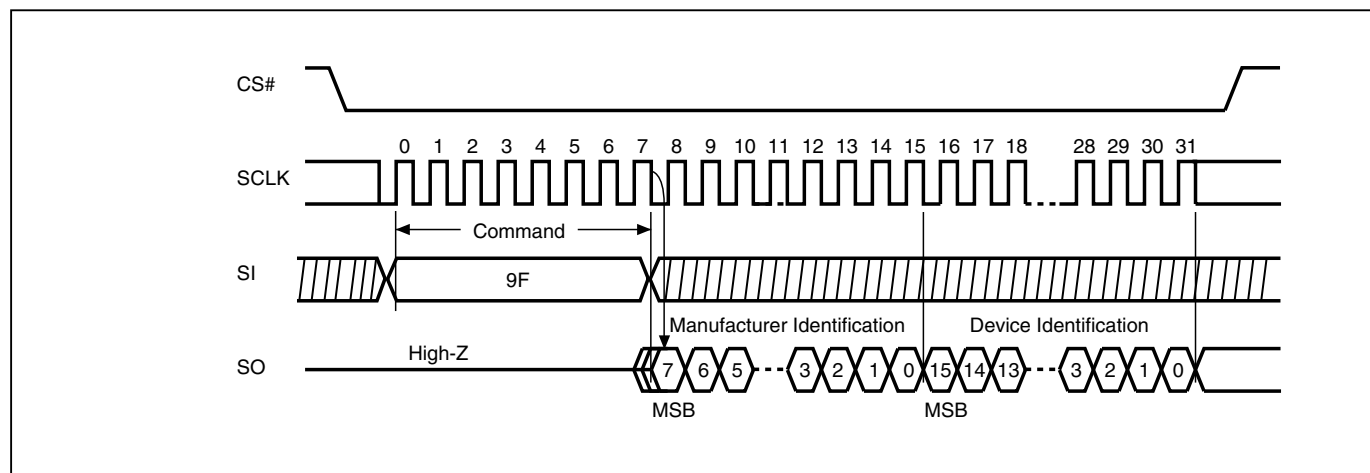 CS#
0 1 2 3 4 5 6 7 8 9 10 11 12 13 14 15 16 17 18 28 29 30 31
SCLK
Command
SI
9F
Manufacturer Identification Device Identification
High-Z
SO
7 6 5 3 2 1 0 15 14 13 3 2 1 0
MSB MSB